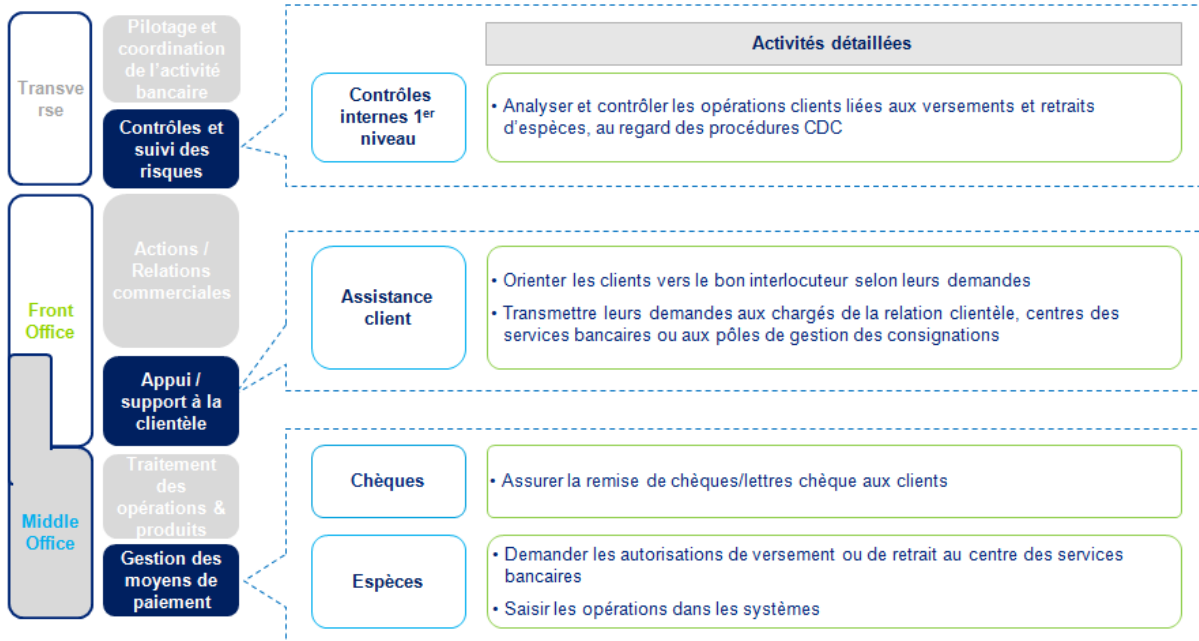 Transve
rse
Pilotage et
coordination
de l'activité
bancaire
Contrôles et
suivi des
risques
Activités détaillées
Contrôles
internes 1er
niveau
• Analyser et contrôler les opérations clients liées aux versements et retraits
d'espèces, au regard des procédures CDC
Front
Office
Actions /
Relations
commerciales
Appui /
support à la
clientèle
Assistance
client
• Orienter les clients vers le bon interlocuteur selon leurs demandes
• Transmettre leurs demandes aux chargés de la relation clientèle, centres des
services bancaires ou aux pôles de gestion des consignations
Middle
Office
Traitement
des
opérations &
produits
Gestion des
moyens de
paiement
Chèques
• Assurer la remise de chèques/lettres chèque aux clients
Espèces
• Demander les autorisations de versement ou de retrait au centre des services
bancaires
• Saisir les opérations dans les systèmes